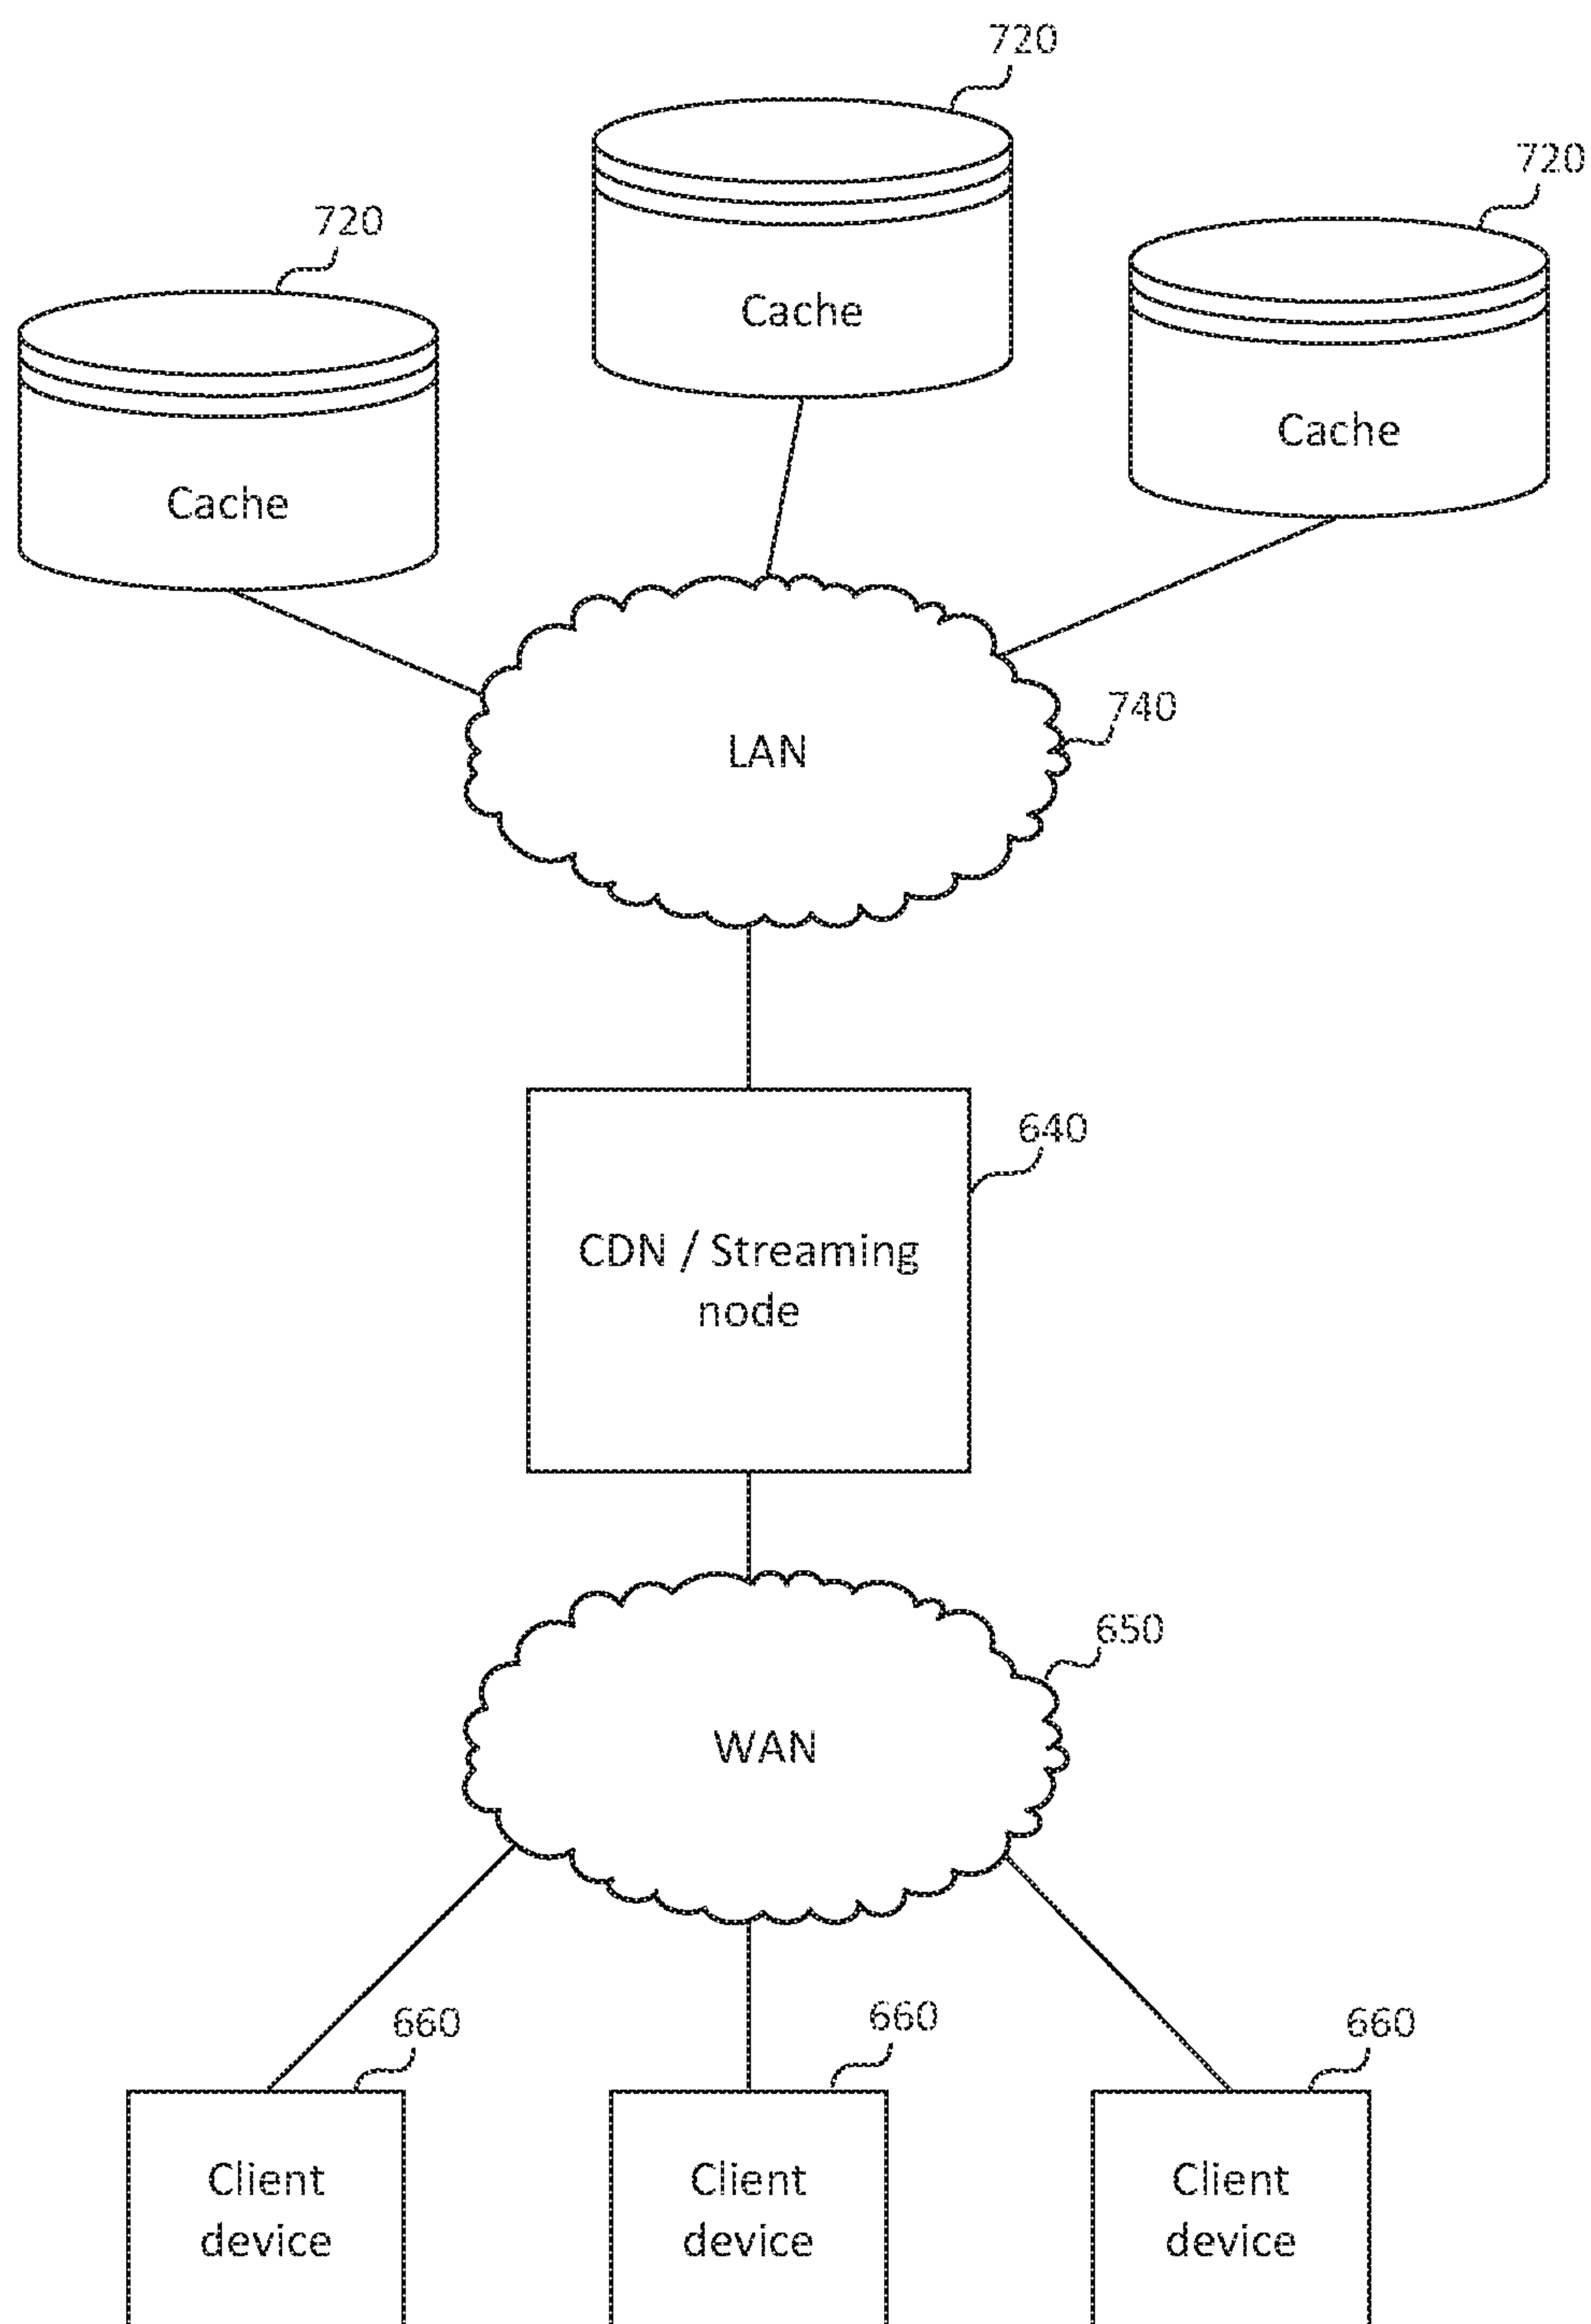 720
720
720
Cache
Cache
Cache
LAN
740
640
CDN / Streaming
node
650
WAN
660
660
660
Client
device
Client
device
Client
device